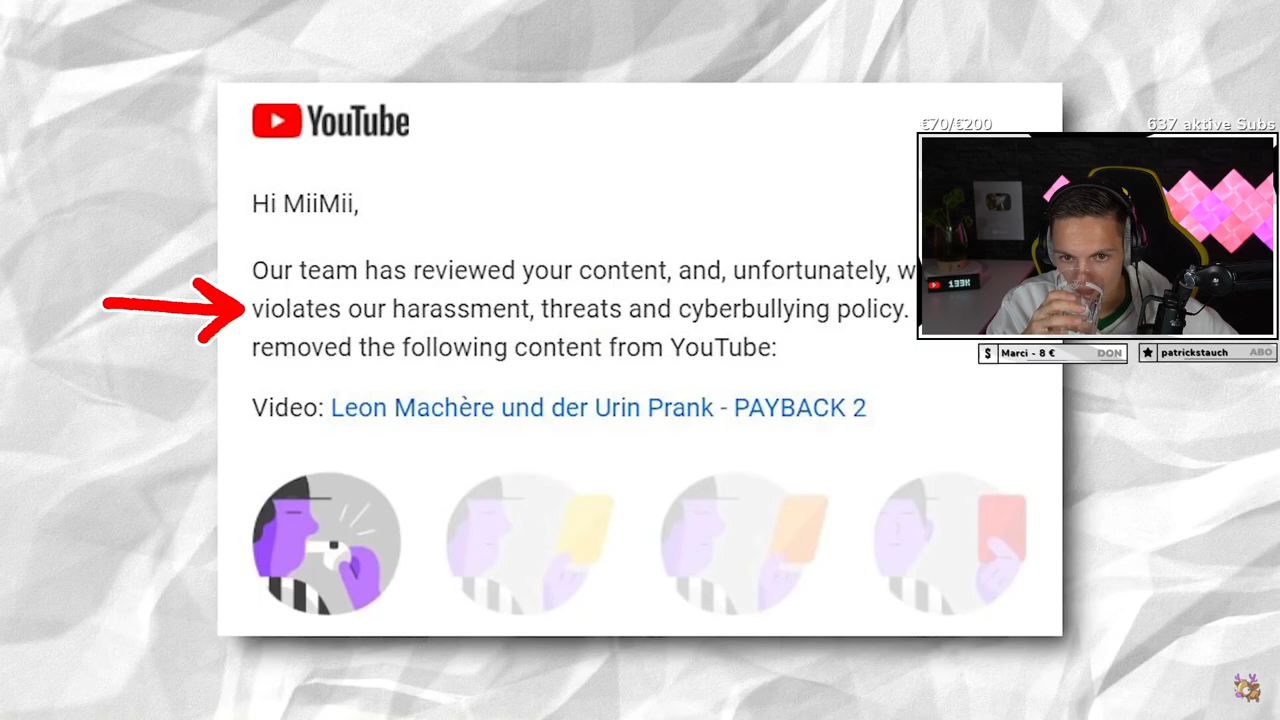 YouTube
€70/€200
637 aktive Subs
Hi MiiMii,
Our team has reviewed your content, and, unfortunately, w
violates our harassment, threats and cyberbullying policy.
removed the following content from YouTube:
133K
$ Marci - 8 € DON
patrickstauch ABO
Video: Leon Machère und der Urin Prank - PAYBACK 2